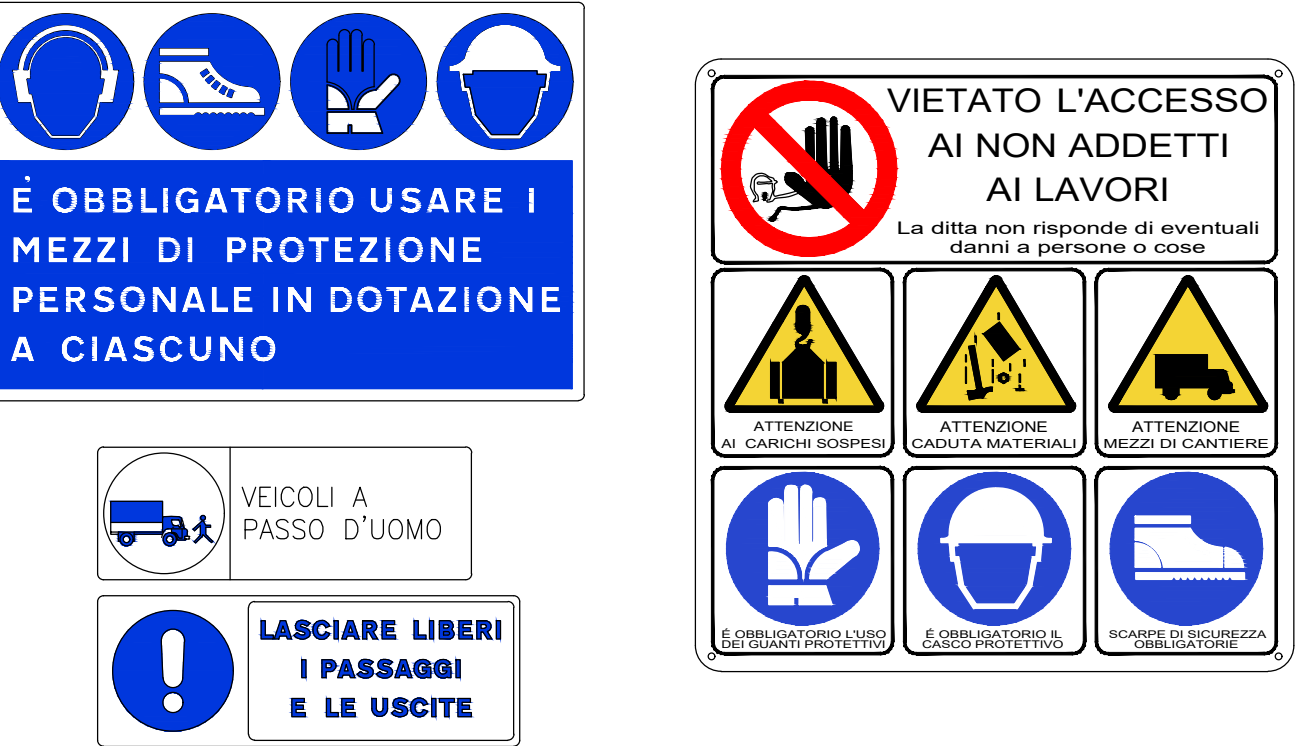 É OBBLIGATORIO USARE I
MEZZI DI PROTEZIONE
PERSONALE IN DOTAZIONE
A CIASCUNO
VEICOLI A
PASSO D'UOMO
LASCIARE LIBERI
I PASSAGGI
E LE USCITE
VIETATO L'ACCESSO
AI NON ADDETTI
AI LAVORI
La ditta non risponde di eventuali
danni a persone o cose
ATTENZIONE
AI CARICHI SOSPESI
ATTENZIONE
CADUTA MATERIALI
ATTENZIONE
MEZZI DI CANTIERE
É OBBLIGATORIO L'USO
DEI GUANTI PROTETTIVI
É OBBLIGATORIO IL
CASCO PROTETTIVO
SCARPE DI SICUREZZA
OBBLIGATORIE